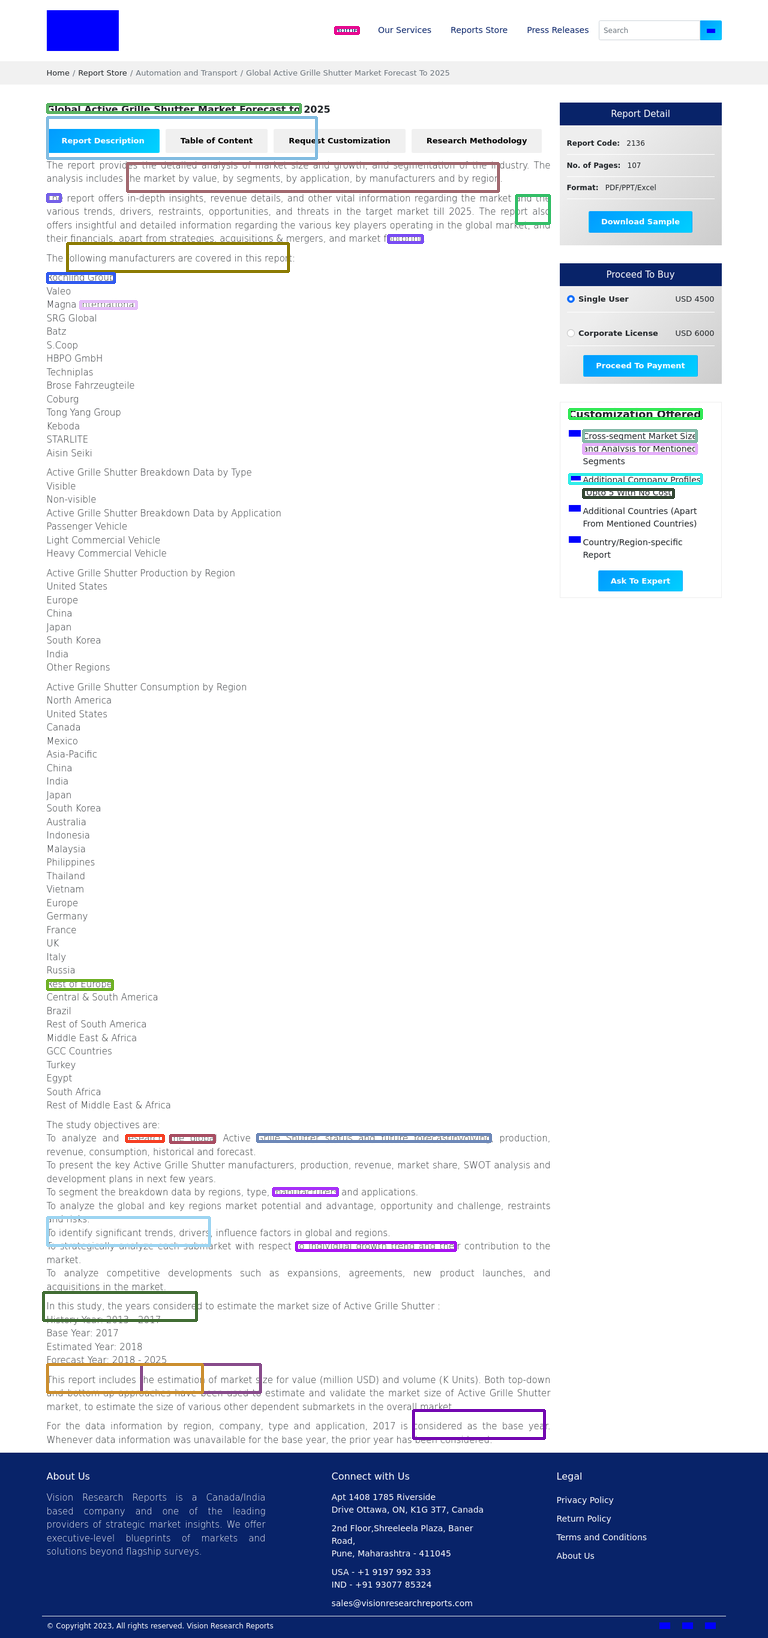 Our Services
Reports Store
Press Releases
Search
Home / Report Store / Automation and Transport / Global Active Grille Shutter Market Forecast To 2025
Global Active Grille Shutter Market Forecast to 2025
Report Description
Table of Content
Request Customization
Research Methodology
The report provides the detailed analysis of market size and growth, and segmentation of the industry. The
analysis includes the market by value, by segments, by application, by manufacturers and by region.
report offers in-depth insights, revenue details, and other vital information regarding the market and the
various trends, drivers, restraints, opportunities, and threats in the target market till 2025. The report also
offers insightful and detailed information regarding the various key players operating in the global market, and
their financials, apart from strategies, acquisitions & mergers, and market
The following manufacturers are covered in this report:
Rochling Group
Valeo
Magna International
SRG Global
Batz
S.Coop
HBPO GmbH
Techniplas
Brose Fahrzeugteile
Coburg
Tong Yang Group
Keboda
STARLITE
Aisin Seiki
Active Grille Shutter Breakdown Data by Type
Visible
Non-visible
Active Grille Shutter Breakdown Data by Application
Passenger Vehicle
Light Commercial Vehicle
Heavy Commercial Vehicle
Active Grille Shutter Production by Region
United States
Europe
China
Japan
South Korea
India
Other Regions
Active Grille Shutter Consumption by Region
North America
United States
Canada
Mexico
Asia-Pacific
China
India
Japan
South Korea
Australia
Indonesia
Malaysia
Philippines
Thailand
Vietnam
Europe
Germany
France
UK
Italy
Russia
Rest of Europe
Central & South America
Brazil
Rest of South America
Middle East & Africa
GCC Countries
Turkey
Egypt
South Africa
Rest of Middle East & Africa
The study objectives are:
To analyze and research the global Active Grille Shutter status and future forecastinvolving, production,
revenue, consumption, historical and forecast.
To present the key Active Grille Shutter manufacturers, production, revenue, market share, SWOT analysis and
development plans in next few years.
To segment the breakdown data by regions, type, manufacturers and applications.
To analyze the global and key regions market potential and advantage, opportunity and challenge, restraints
and risks.
To identify significant trends, drivers, influence factors in global and regions.
To strategically analyze each submarket with respect to individual growth trend and their contribution to the
market.
To analyze competitive developments such as expansions, agreements, new product launches, and
acquisitions in the market.
In this study, the years considered to estimate the market size of Active Grille Shutter :
History Year: 2013 - 2017
Base Year: 2017
Estimated Year: 2018
Forecast Year: 2018 - 2025
This report includes the estimation of market size for value (million USD) and volume (K Units). Both top-down
and bottom-up approaches have been used to estimate and validate the market size of Active Grille Shutter
market, to estimate the size of various other dependent submarkets in the overall market.
For the data information by region, company, type and application, 2017 is considered as the base year.
Whenever data information was unavailable for the base year, the prior year has been considered.
Report Detail
Report Code: 2136
No. of Pages: 107
Format: PDF/PPT/Excel
Download Sample
Proceed To Buy
Single User USD 4500
Corporate License USD 6000
Proceed To Payment
Customization Offered
Cross-segment Market Size
and Analysis for Mentioned
Segments
Additional Company Profiles
(Upto 5 With No Cost)
Additional Countries (Apart
From Mentioned Countries)
Country/Region-specific
Report
Ask To Expert
About Us
Vision Research Reports is a Canada/India
based company and one of the leading
providers of strategic market insights. We offer
executive-level blueprints of markets and
solutions beyond flagship surveys.
Connect with Us
Apt 1408 1785 Riverside
Drive Ottawa, ON, K1G 3T7, Canada
2nd Floor,Shreeleela Plaza, Baner
Road,
Pune, Maharashtra - 411045
USA - +1 9197 992 333
IND - +91 93077 85324
sales@visionresearchreports.com
Legal
Privacy Policy
Return Policy
Terms and Conditions
About Us
© Copyright 2023, All rights reserved. Vision Research Reports